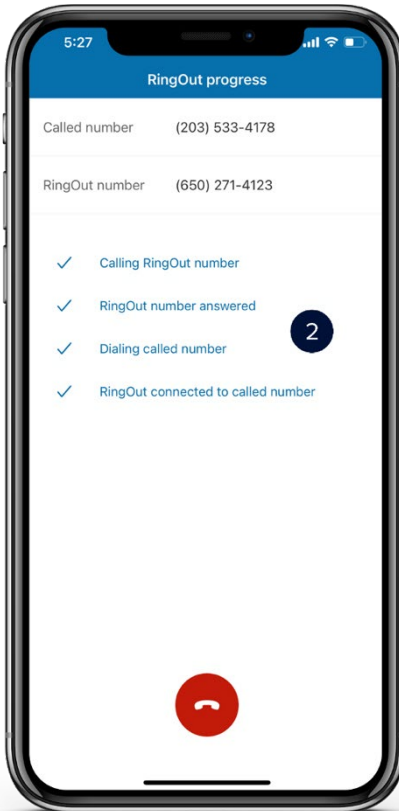 5:27
RingOut progress
Called number (203) 533-4178
RingOut number (650) 271-4123
Calling RingOut number
RingOut number answered
2
Dialing called number
RingOut connected to called number